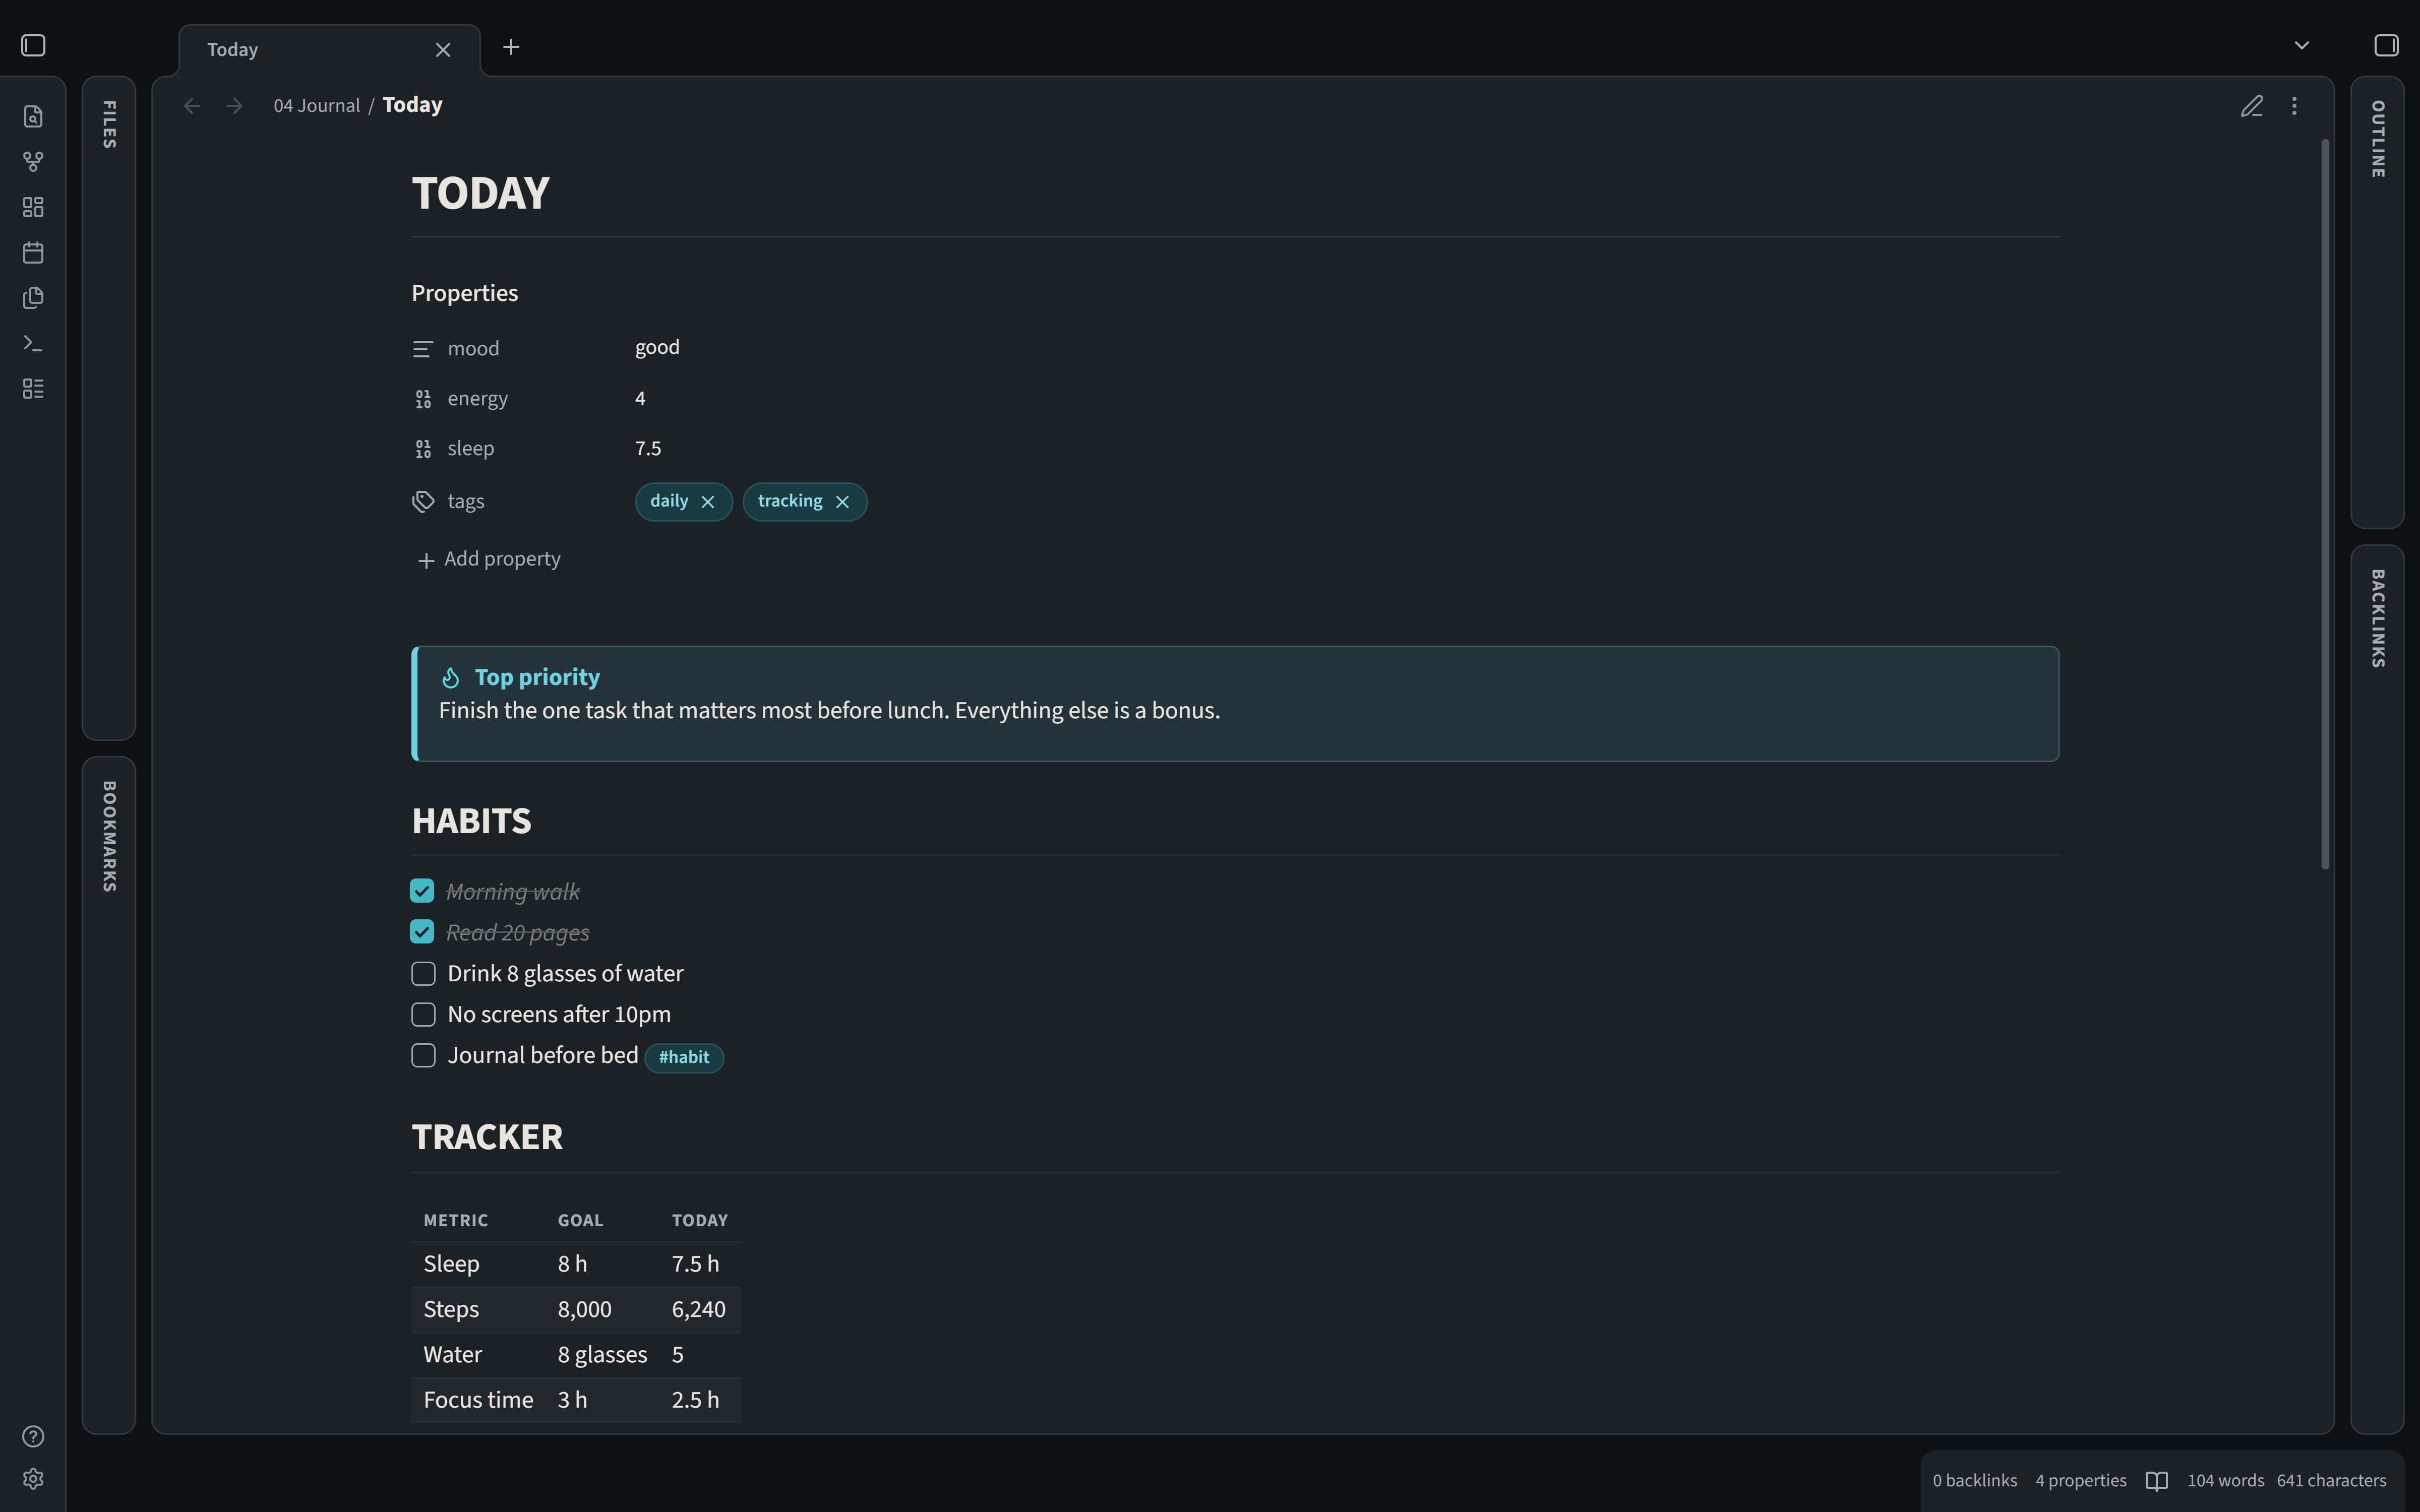 Today
FILES
BOOKMARKS
04 Journal / Today
TODAY
Properties
mood good
energy 4
sleep 7.5
tags daily tracking
Add property
Top priority
Finish the one task that matters most before lunch. Everything else is a bonus.
HABITS
Morning walk
Read 20 pages
Drink 8 glasses of water
No screens after 10pm
Journal before bed #habit
TRACKER
METRIC GOAL TODAY
Sleep 8 h 7.5 h
Steps 8,000 6,240
Water 8 glasses 5
Focus time 3 h 2.5 h
OUTLINE
BACKLINKS
0 backlinks 4 properties 104 words 641 characters